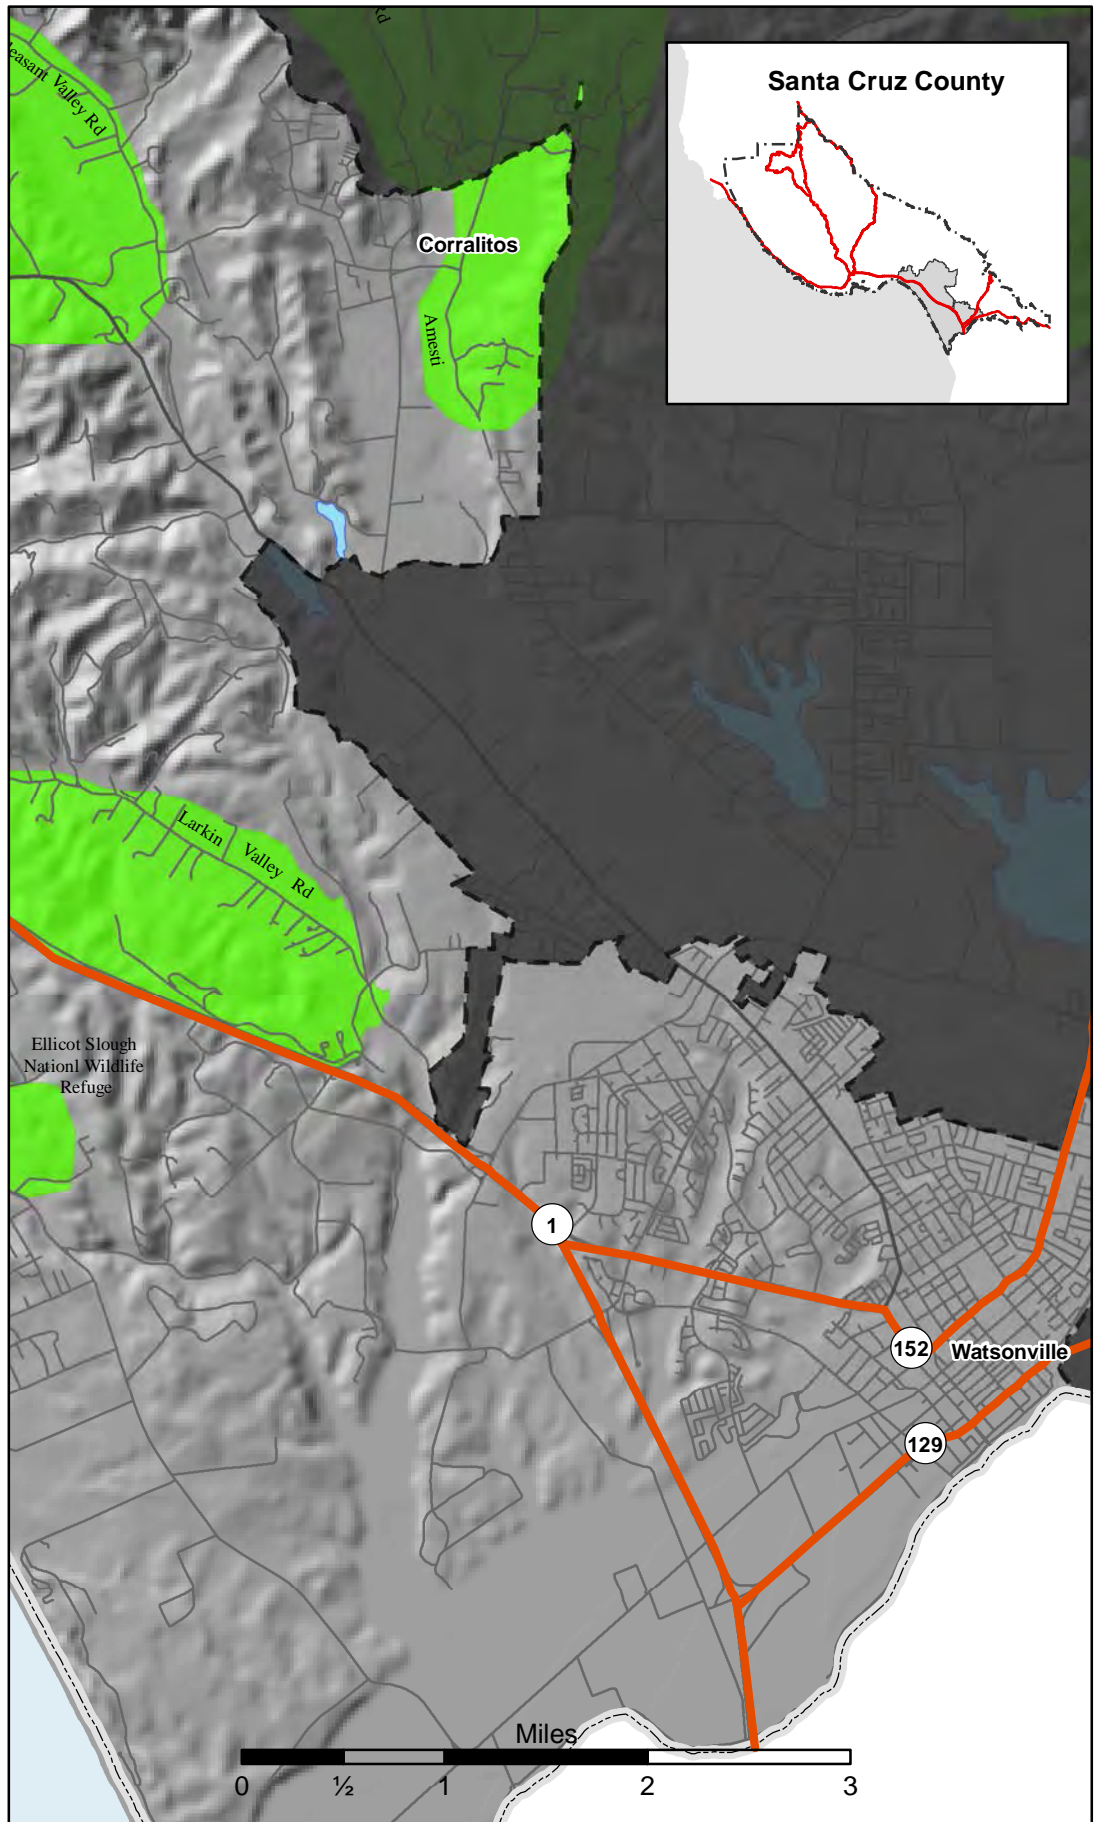 Rd
Santa Cruz County
Valley Rd
Corralitos
Amesti
Larkin Valley Rd
Ellicot Slough
Nationl Wildlife
Refuge
1
152
Watsonville
129
Miles
0 ½ 1 2 3